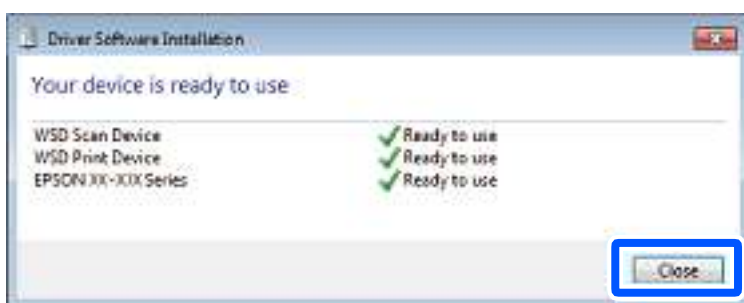 Driver Software Installation
Your device is ready to use
WSD Scan Device Ready to use
WSD Print Device Ready to use
EPSON XX-XXX Series Ready to use
Close